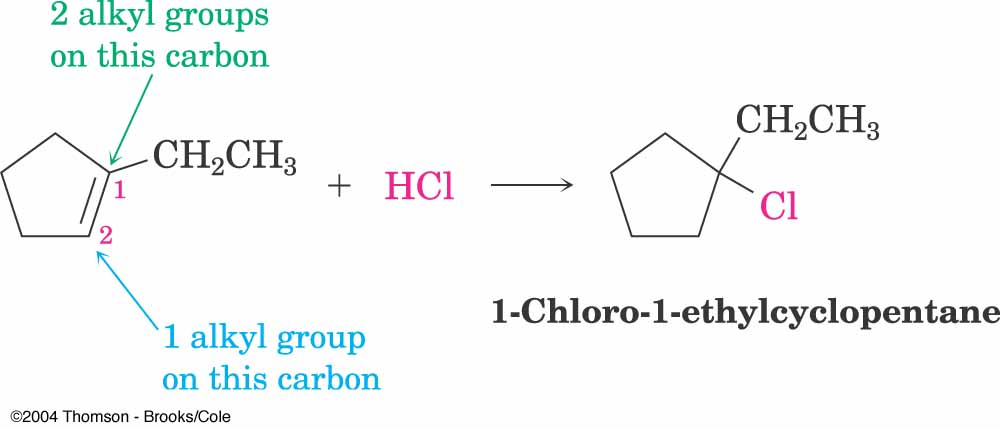 2 alkyl groups
on this carbon
CH₂CH₃
1
2
+ HCl
CH₂CH₃
Cl
1-Chloro-1-ethylcyclopentane
1 alkyl group
on this carbon
©2004 Thomson - Brooks/Cole